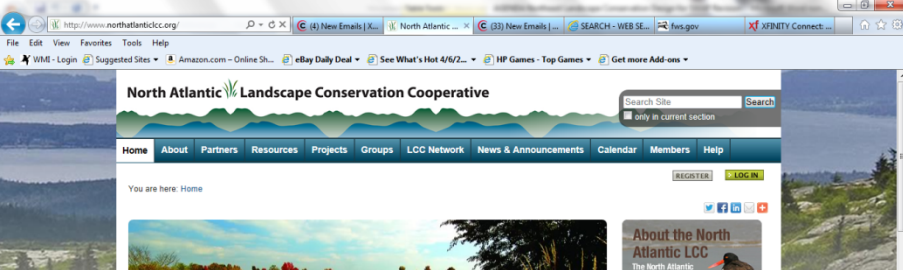 http://www.northatlanticlcc.org/
(4) New Emails | X...
North Atlantic ...
(33) New Emails | ...
SEARCH - WEB SE...
fws.gov
XFINITY Connect: ...
File Edit View Favorites Tools Help
WMI - Login Suggested Sites Amazon.com – Online Sh... eBay Daily Deal See What's Hot 4/6/2... HP Games - Top Games Get more Add-ons
North Atlantic Landscape Conservation Cooperative
Search Site Search
only in current section
Home About Partners Resources Projects Groups LCC Network News & Announcements Calendar Members Help
REGISTER LOG IN
You are here: Home
About the North
Atlantic LCC
The North Atlantic